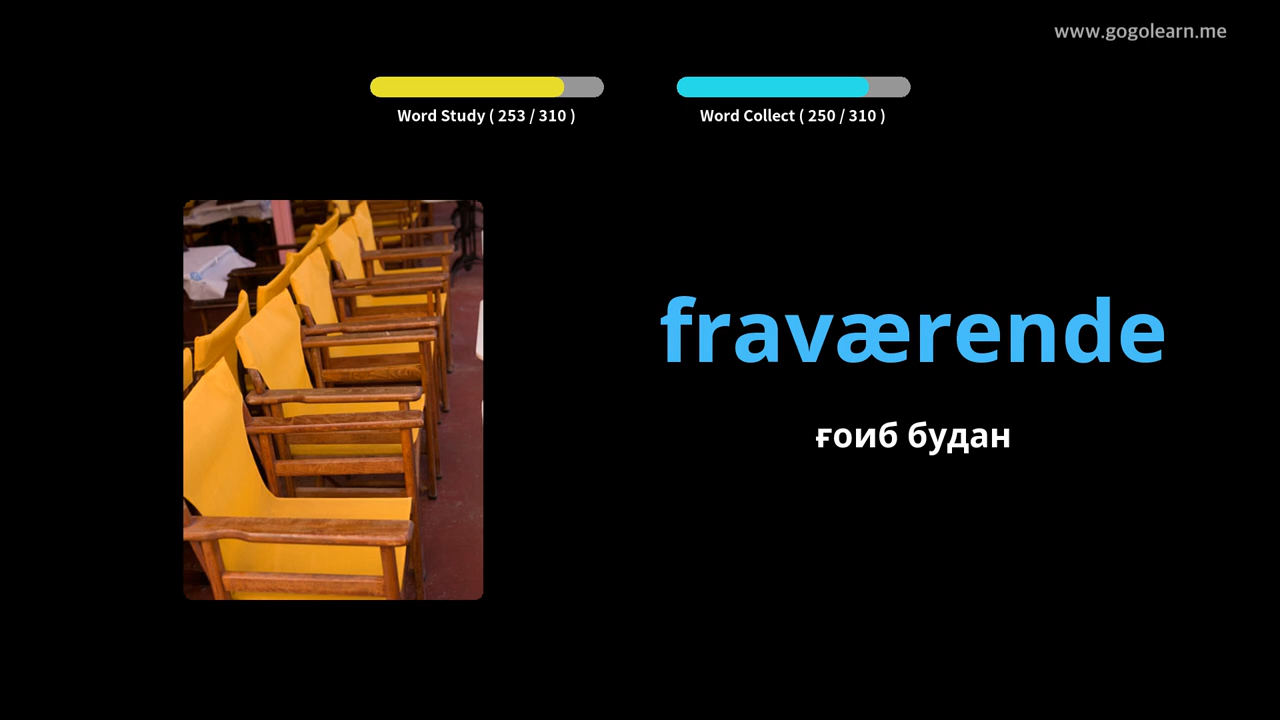 www.gogolearn.me
Word Study ( 253 / 310 )
Word Collect ( 250 / 310 )
fraværende
ғоиб будан